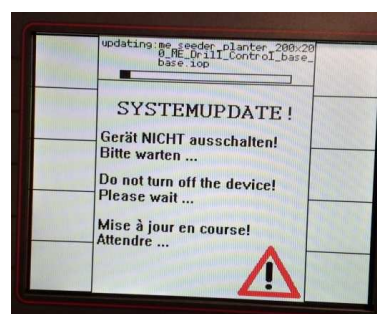 updating:me_seeder_planter_200x20
0_ME_Drill_Control_base_
base.iop
SYSTEMUPDATE!
Gerät NICHT ausschalten!
Bitte warten ...
Do not turn off the device!
Please wait ...
Mise à jour en course!
Attendre ...
!